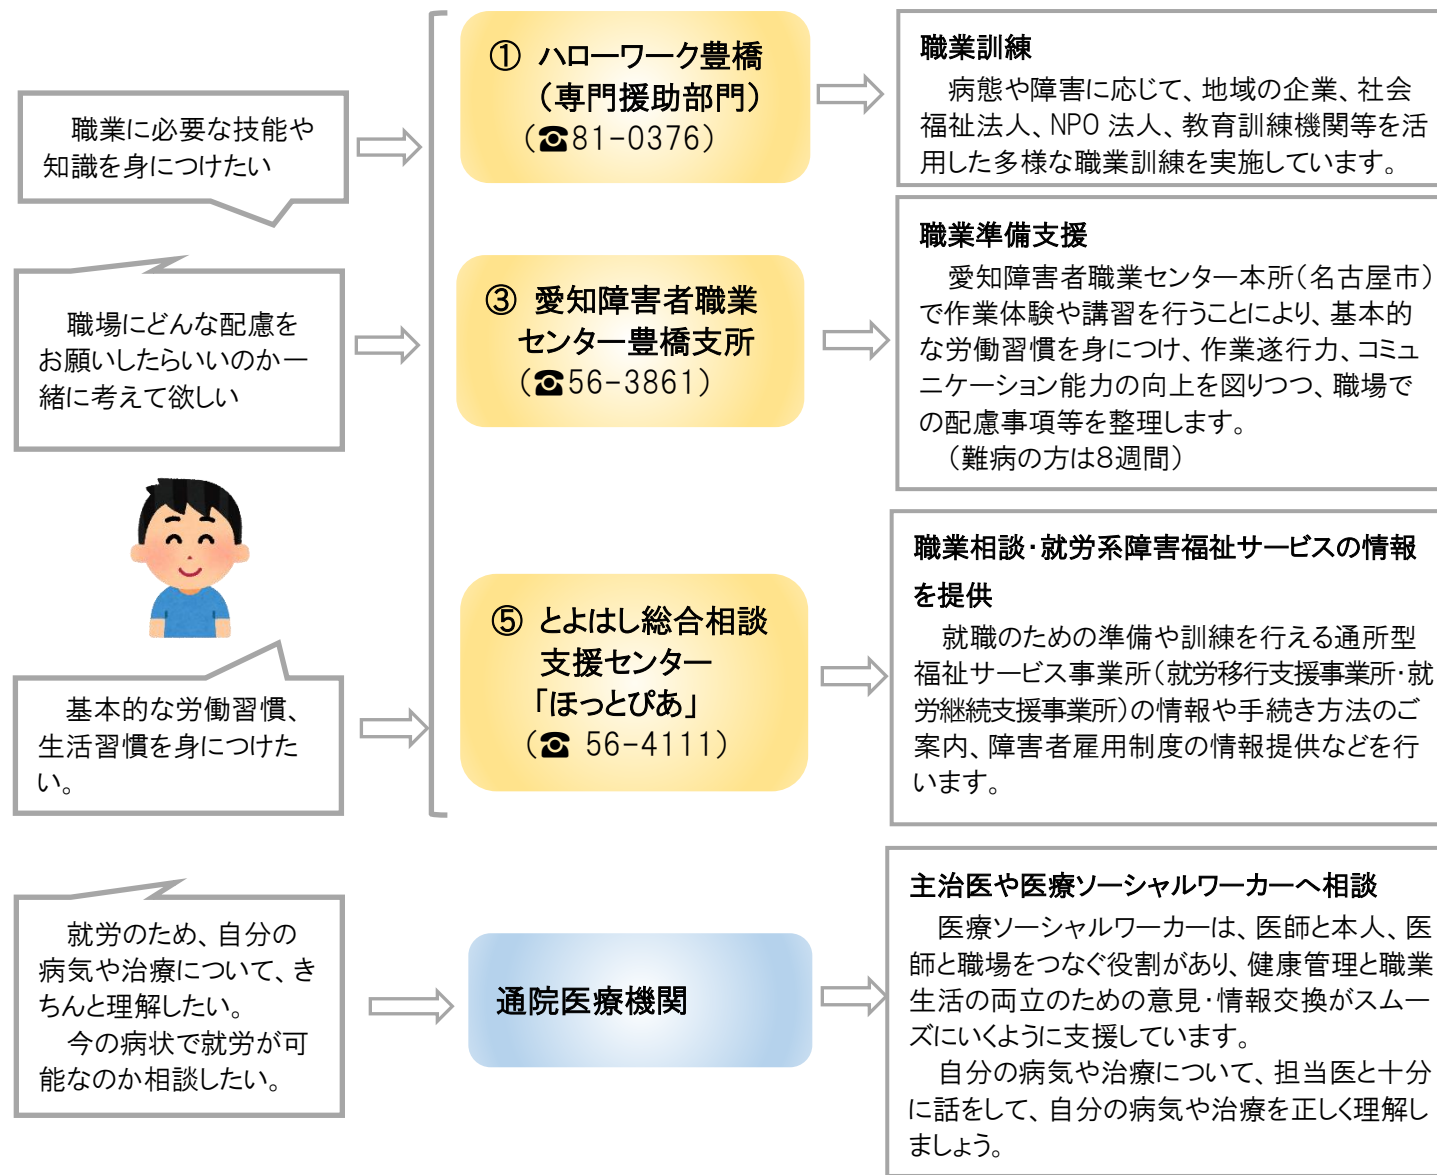 職業に必要な技能や
知識を身につけたい
職場にどんな配慮を
お願いしたらいいのか一
緒に考えて欲しい
基本的な労働習慣、
生活習慣を身につけた
い。
① ハローワーク豊橋
（専門援助部門）
（☎81-0376）
③ 愛知障害者職業
センター豊橋支所
（☎56-3861）
⑤ とよはし総合相談
支援センター
「ほっとぴあ」
（☎ 56-4111）
職業訓練
病態や障害に応じて、地域の企業、社会
福祉法人、NPO 法人、教育訓練機関等を活
用した多様な職業訓練を実施しています。
職業準備支援
愛知障害者職業センター本所（名古屋市）
で作業体験や講習を行うことにより、基本的
な労働習慣を身につけ、作業遂行力、コミュ
ニケーション能力の向上を図りつつ、職場で
の配慮事項等を整理します。
（難病の方は8週間）
職業相談・就労系障害福祉サービスの情報
を提供
就職のための準備や訓練を行える通所型
福祉サービス事業所（就労移行支援事業所・就
労継続支援事業所）の情報や手続き方法のご
案内、障害者雇用制度の情報提供などを行
います。
就労のため、自分の
病気や治療について、き
ちんと理解したい。
今の病状で就労が可
能なのか相談したい。
通院医療機関
主治医や医療ソーシャルワーカーへ相談
医療ソーシャルワーカーは、医師と本人、医
師と職場をつなぐ役割があり、健康管理と職業
生活の両立のための意見・情報交換がスムー
ズにいくように支援しています。
自分の病気や治療について、担当医と十分
に話をして、自分の病気や治療を正しく理解し
ましょう。